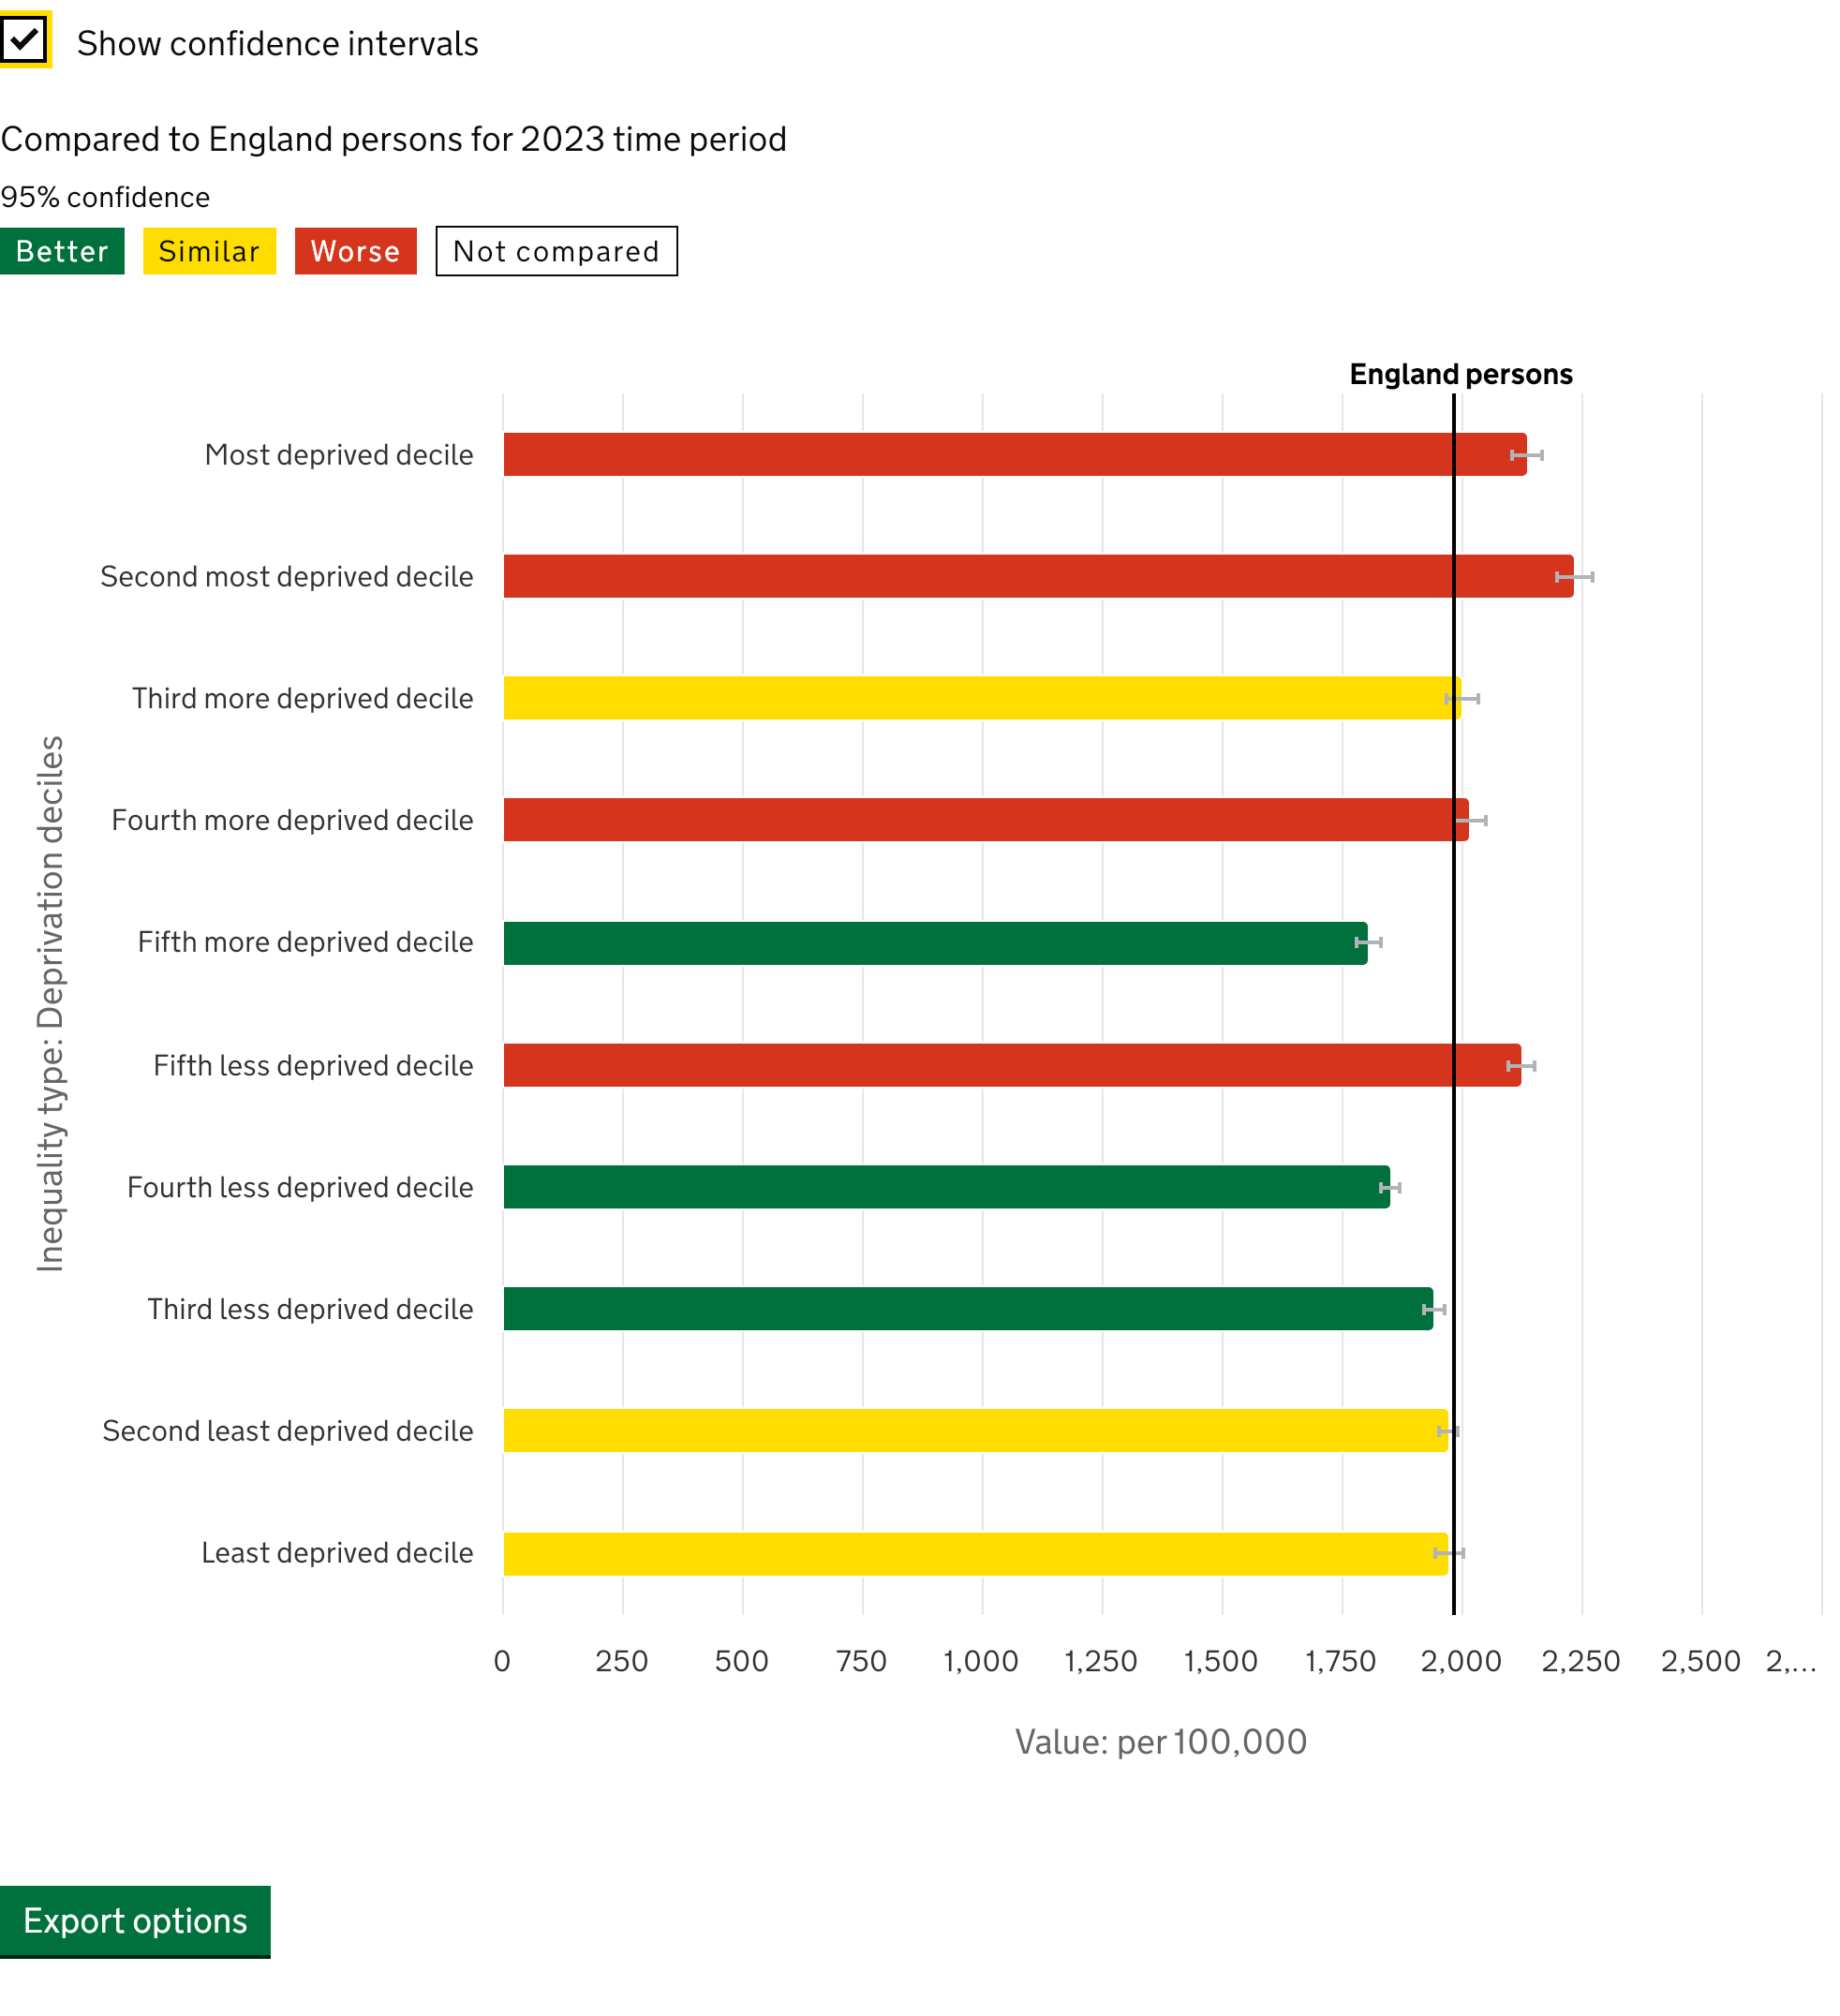 Show confidence intervals
Compared to England persons for 2023 time period
95% confidence
Better Similar Worse Not compared
England persons
Inequality type: Deprivation deciles
Most deprived decile
Second most deprived decile
Third more deprived decile
Fourth more deprived decile
Fifth more deprived decile
Fifth less deprived decile
Fourth less deprived decile
Third less deprived decile
Second least deprived decile
Least deprived decile
0 250 500 750 1,000 1,250 1,500 1,750 2,000 2,250 2,500 2,...
Value: per 100,000
Export options